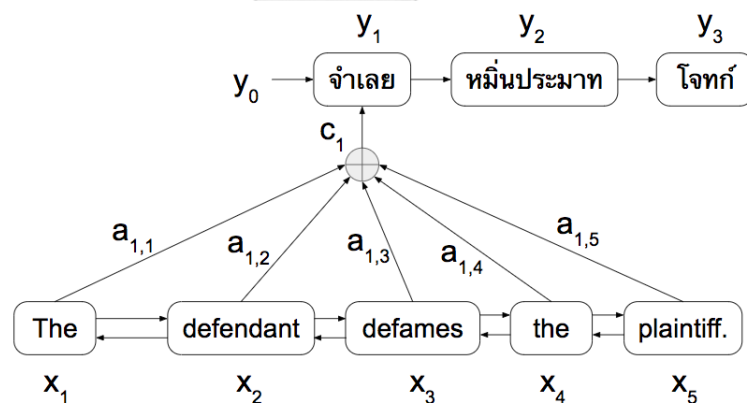 y1 y2 y3
y0 จำเลย หมิ่นประมาท โจทก์
c1
a1,1 a1,2 a1,3 a1,4 a1,5
The defendant defames the plaintiff.
x1 x2 x3 x4 x5